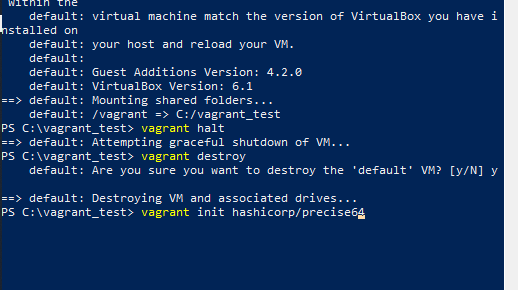 Within the
default: virtual machine match the version of VirtualBox you have i
nstalled on
default: your host and reload your VM.
default:
default: Guest Additions Version: 4.2.0
default: VirtualBox Version: 6.1
==> default: Mounting shared folders...
default: /vagrant => C:/vagrant_test
PS C:\vagrant_test> vagrant halt
==> default: Attempting graceful shutdown of VM...
PS C:\vagrant_test> vagrant destroy
default: Are you sure you want to destroy the 'default' VM? [y/N] y
==> default: Destroying VM and associated drives...
PS C:\vagrant_test> vagrant init hashicorp/precise64